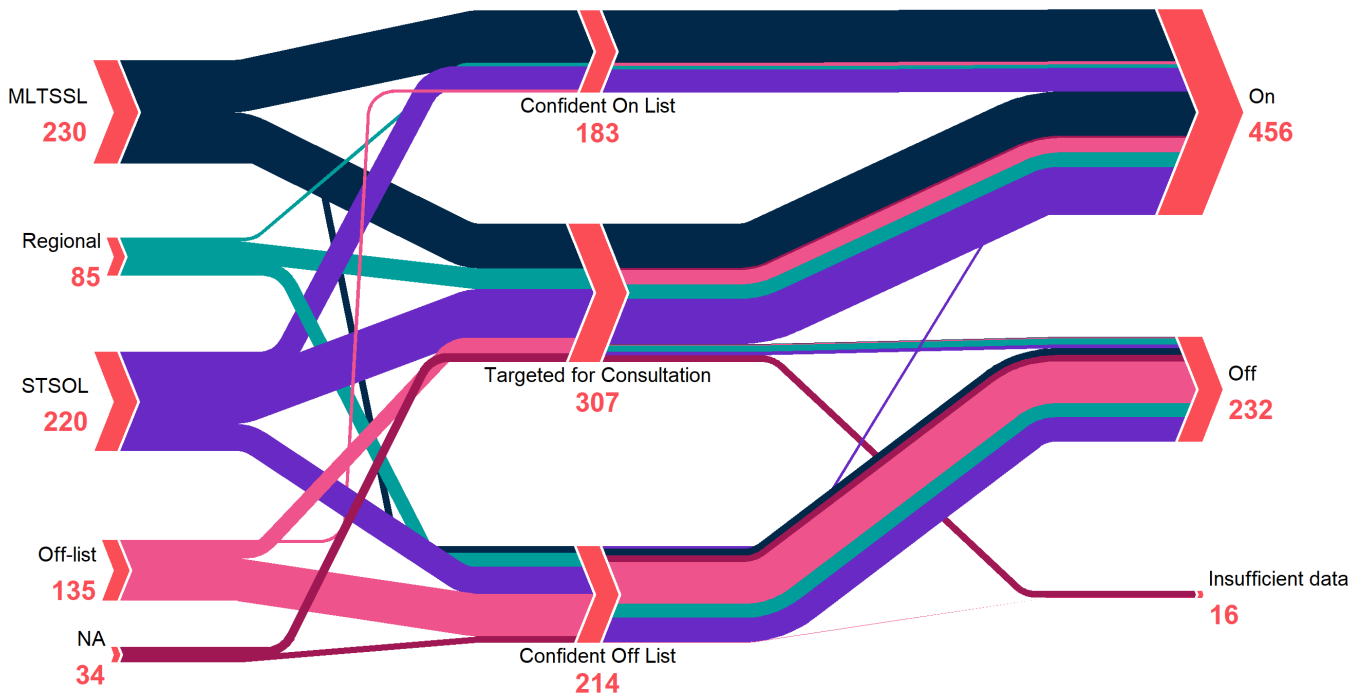 MLTSSL
230
Regional
85
STSOL
220
Off-list
135
NA
34
Confident On List
183
Targeted for Consultation
307
Confident Off List
214
On
456
Off
232
Insufficient data
16